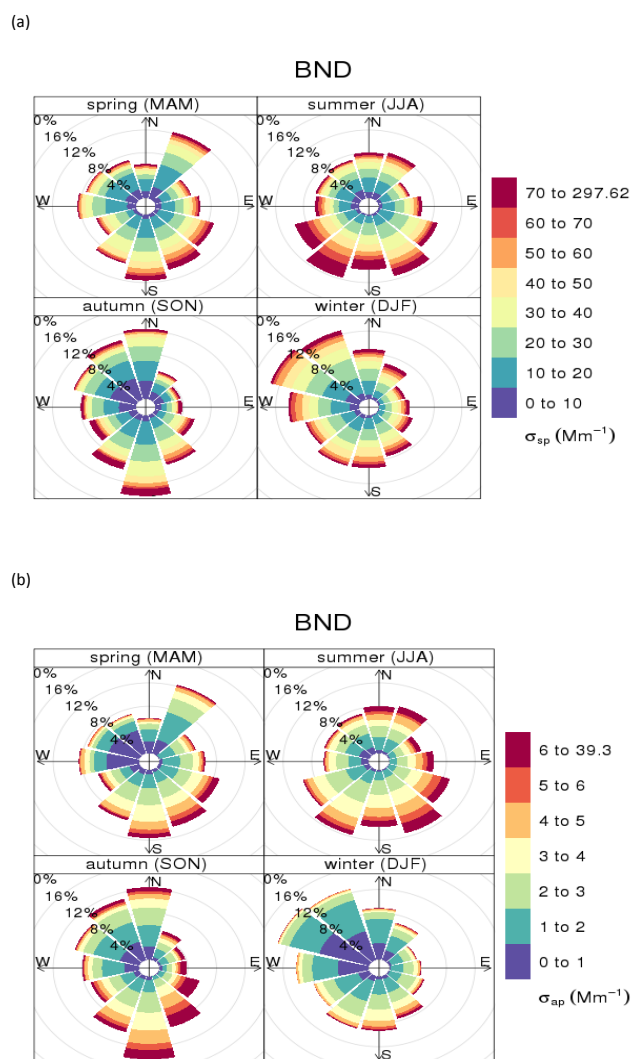 (a)
BND
spring (MAM)
summer (JJA)
0%
16%
12%
8%
4%
N
W
E
S
autumn (SON)
winter (DJF)
0%
16%
12%
8%
4%
N
W
E
S
0%
16%
12%
8%
4%
W
E
S
0%
16%
12%
8%
4%
N
W
E
S
70 to 297.62
60 to 70
50 to 60
40 to 50
30 to 40
20 to 30
10 to 20
0 to 10
σsp (Mm⁻¹)
(b)
BND
spring (MAM)
summer (JJA)
0%
16%
12%
8%
4%
N
W
E
S
autumn (SON)
winter (DJF)
0%
16%
12%
8%
4%
N
W
E
S
0%
16%
12%
8%
4%
N
W
E
0%
16%
12%
8%
4%
N
W
E
S
6 to 39.3
5 to 6
4 to 5
3 to 4
2 to 3
1 to 2
0 to 1
σap (Mm⁻¹)